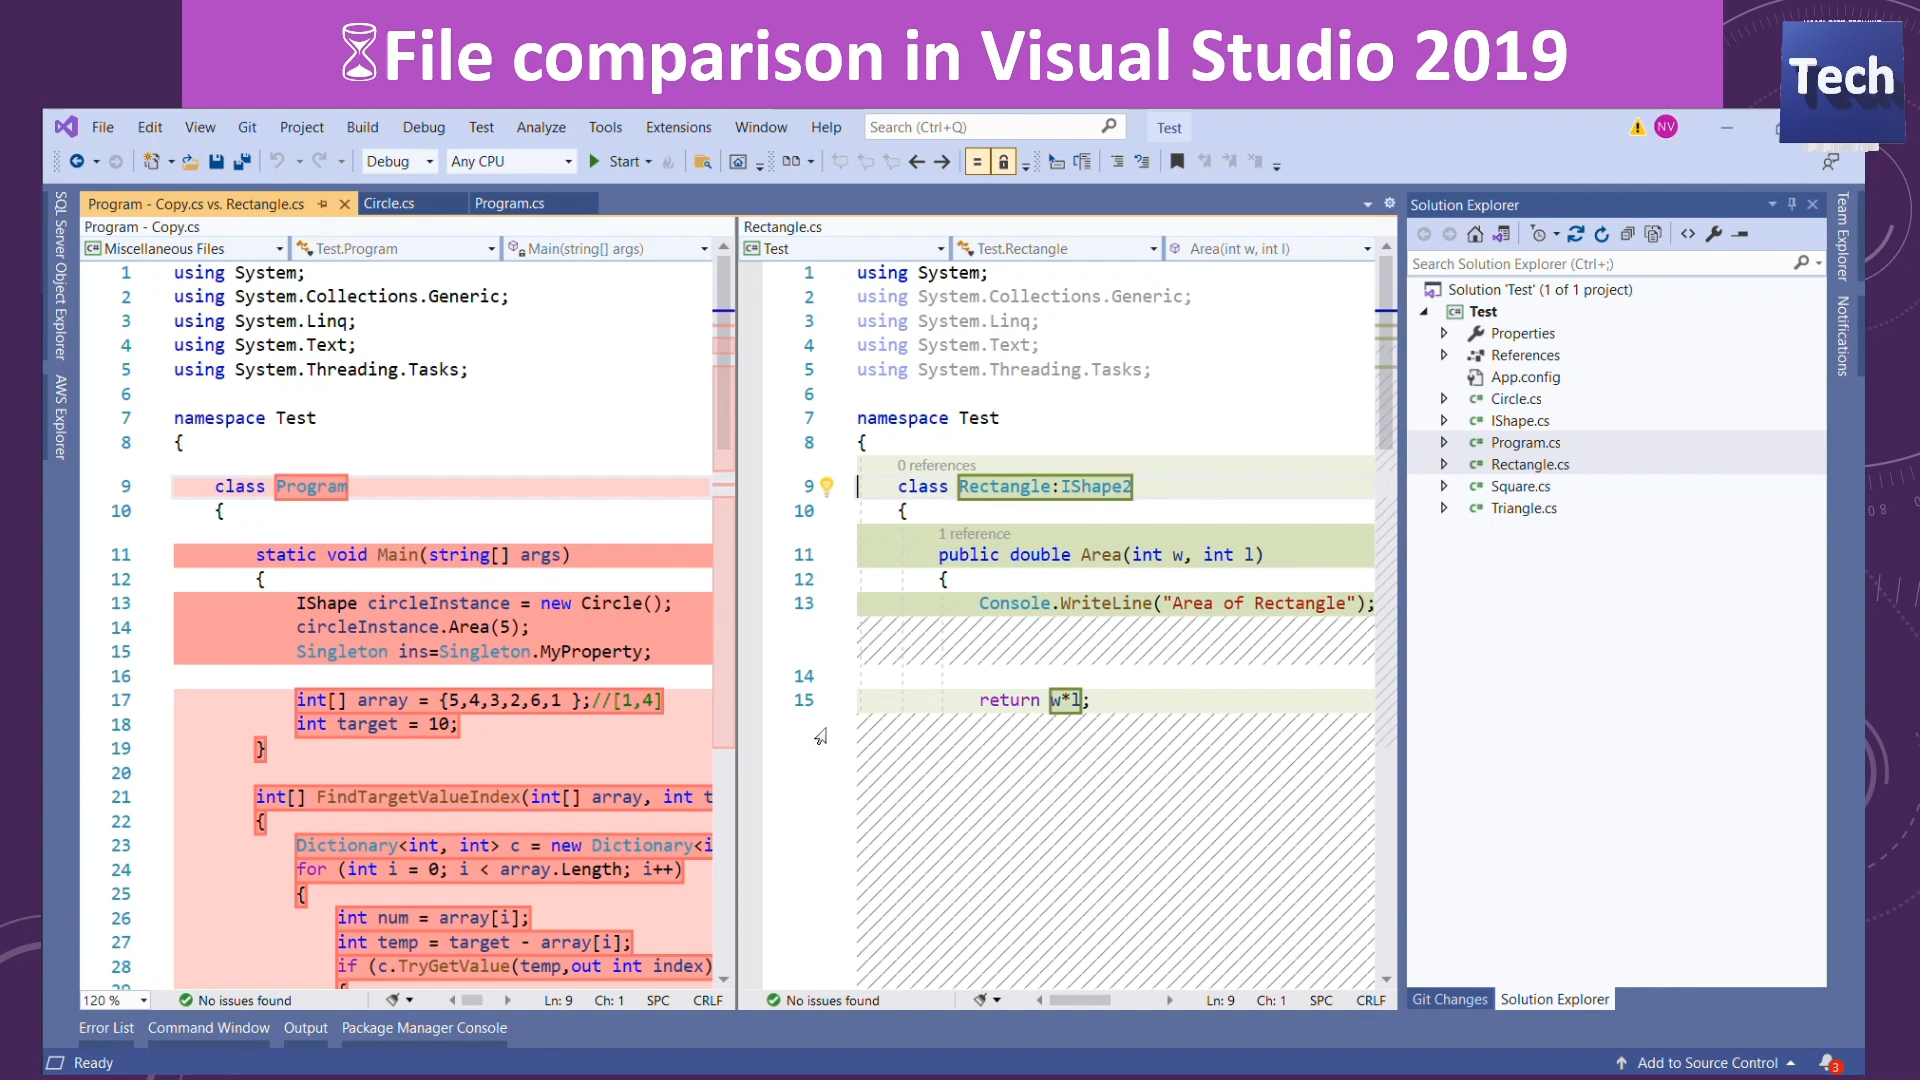 ⌛File comparison in Visual Studio 2019
Tech
File Edit View Git Project Build Debug Test Analyze Tools Extensions Window Help Search (Ctrl+Q) Test NV
Debug Any CPU Start
SQL Server Object Explorer
AWS Explorer
Program - Copy.cs vs. Rectangle.cs Circle.cs Program.cs
Program - Copy.cs
Miscellaneous Files Test.Program Main(string[] args)
1 using System;
2 using System.Collections.Generic;
3 using System.Linq;
4 using System.Text;
5 using System.Threading.Tasks;
6
7 namespace Test
8 {
9 class Program
10 {
11 static void Main(string[] args)
12 {
13 IShape circleInstance = new Circle();
14 circleInstance.Area(5);
15 Singleton ins=Singleton.MyProperty;
16
17 int[] array = {5,4,3,2,6,1 };//[1,4]
18 int target = 10;
19 }
20
21 int[] FindTargetValueIndex(int[] array, int t
22 {
23 Dictionary<int, int> c = new Dictionary<i
24 for (int i = 0; i < array.Length; i++)
25 {
26 int num = array[i];
27 int temp = target - array[i];
28 if (c.TryGetValue(temp,out int index)
120 % No issues found Ln: 9 Ch: 1 SPC CRLF
Rectangle.cs
Test Test.Rectangle Area(int w, int l)
1 using System;
2 using System.Collections.Generic;
3 using System.Linq;
4 using System.Text;
5 using System.Threading.Tasks;
6
7 namespace Test
8 {
0 references
9 class Rectangle:IShape2
10 {
1 reference
11 public double Area(int w, int l)
12 {
13 Console.WriteLine("Area of Rectangle");
14
15 return w*l;
No issues found Ln: 9 Ch: 1 SPC CRLF
Solution Explorer
Search Solution Explorer (Ctrl+;)
Solution 'Test' (1 of 1 project)
Test
Properties
References
App.config
Circle.cs
IShape.cs
Program.cs
Rectangle.cs
Square.cs
Triangle.cs
Git Changes Solution Explorer
Team Explorer
Notifications
Error List Command Window Output Package Manager Console
Ready Add to Source Control 3